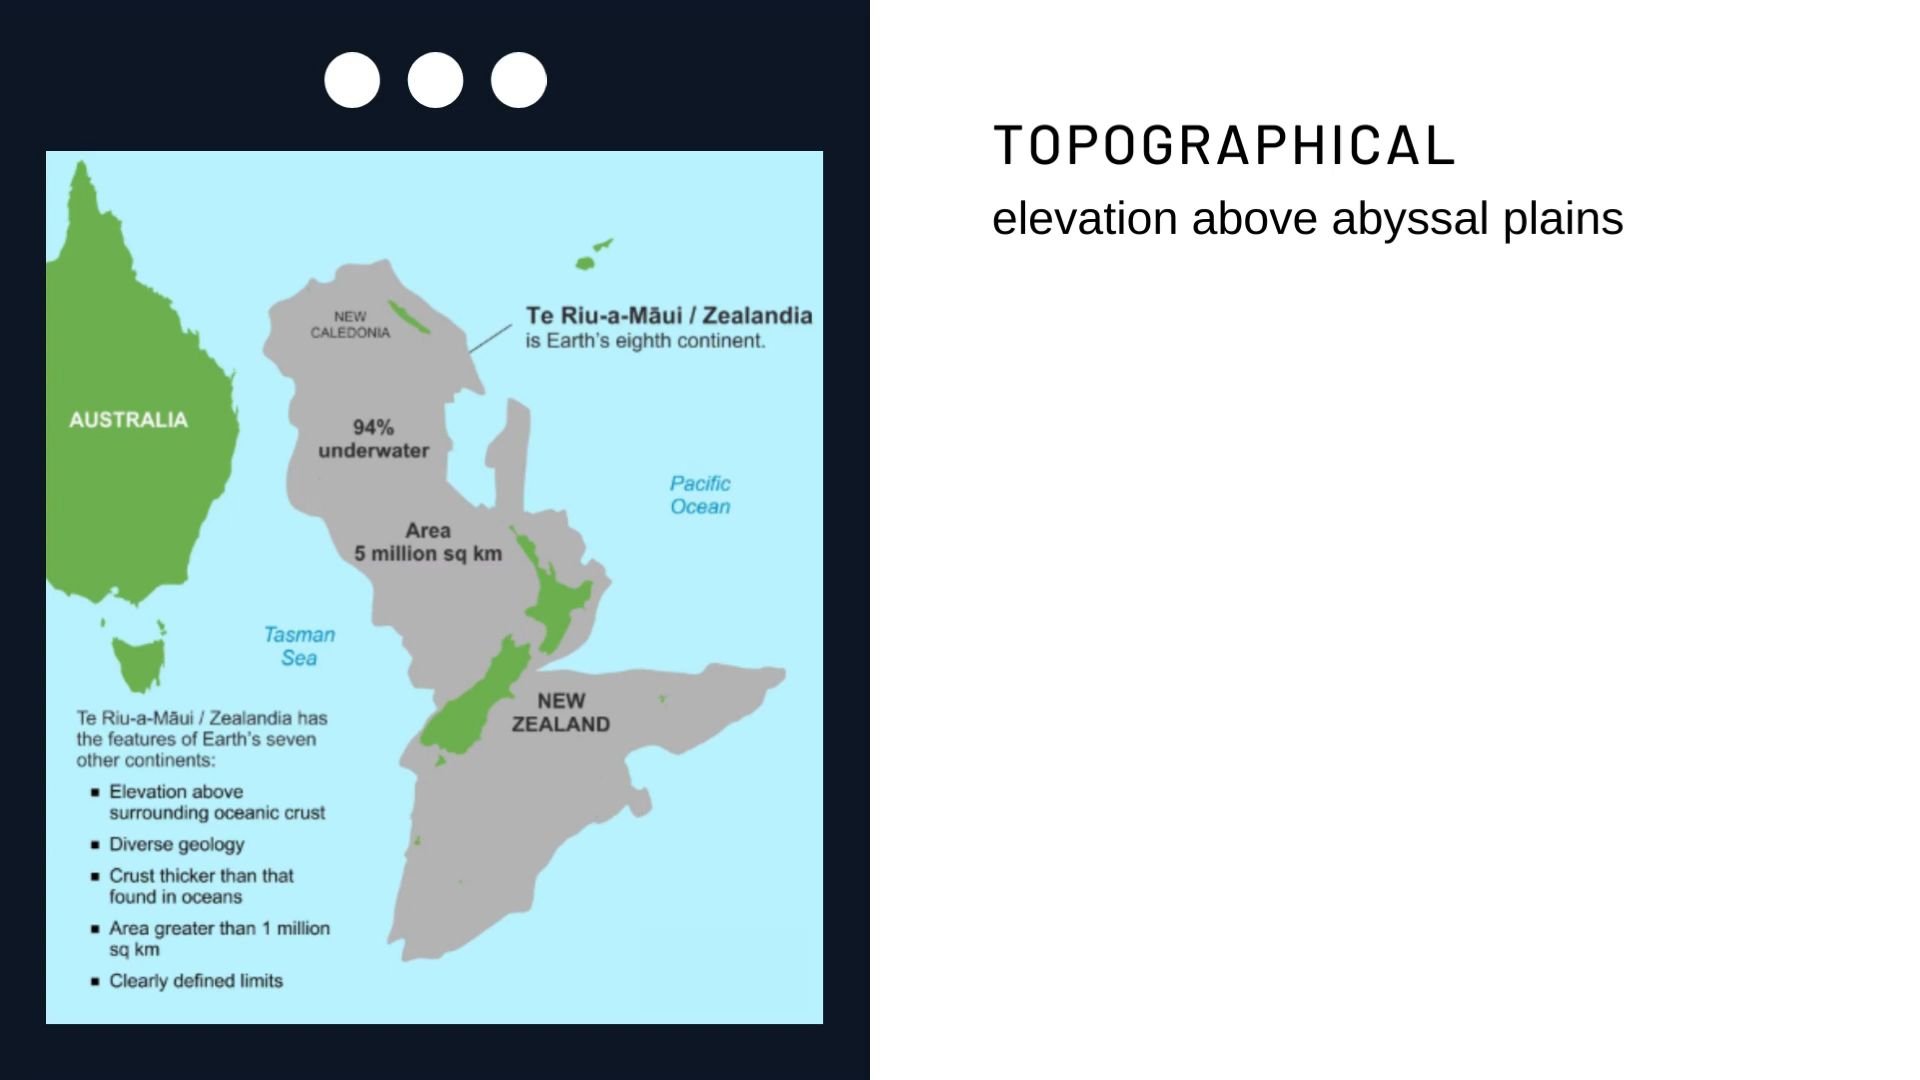 NEW
CALEDONIA
Te Riu-a-Māui / Zealandia
is Earth's eighth continent.
AUSTRALIA
94%
underwater
Pacific
Ocean
Area
5 million sq km
Tasman
Sea
NEW
ZEALAND
Te Riu-a-Māui / Zealandia has
the features of Earth's seven
other continents:
▪ Elevation above
surrounding oceanic crust
▪ Diverse geology
▪ Crust thicker than that
found in oceans
▪ Area greater than 1 million
sq km
▪ Clearly defined limits
TOPOGRAPHICAL
elevation above abyssal plains